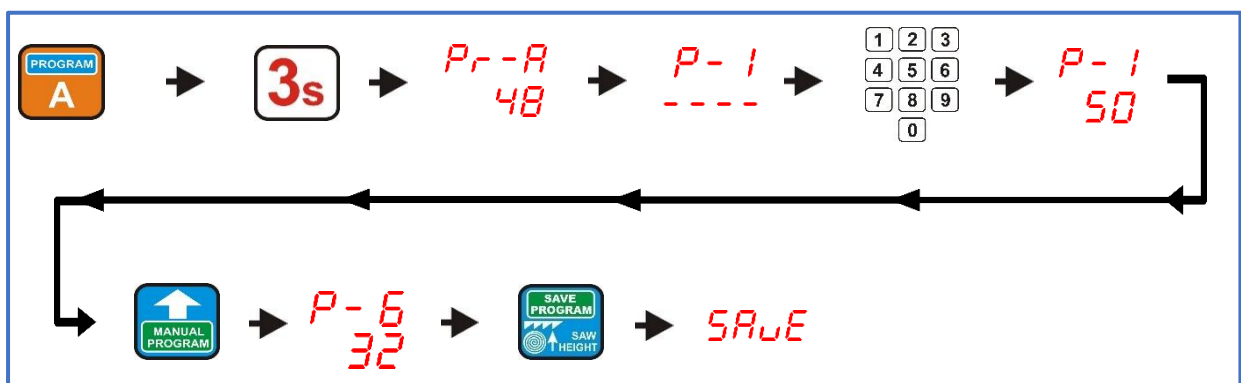 PROGRAM
A
3s
Pr--A
48
P-1
----
1 2 3
4 5 6
7 8 9
0
P-1
50
MANUAL
PROGRAM
P-6
32
SAVE
PROGRAM
SAW
HEIGHT
SAvE